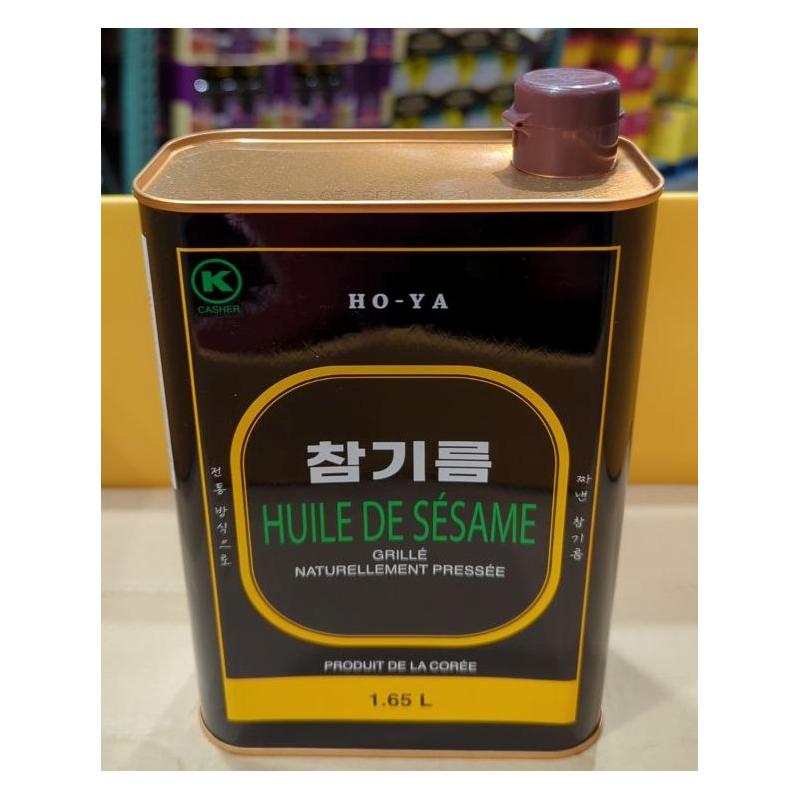 K
CASHER
HO-YA
참기름
HUILE DE SÉSAME
GRILLÉ
NATURELLEMENT PRESSÉE
전통 방식으로
짜낸 참기름
PRODUIT DE LA CORÉE
1.65 L